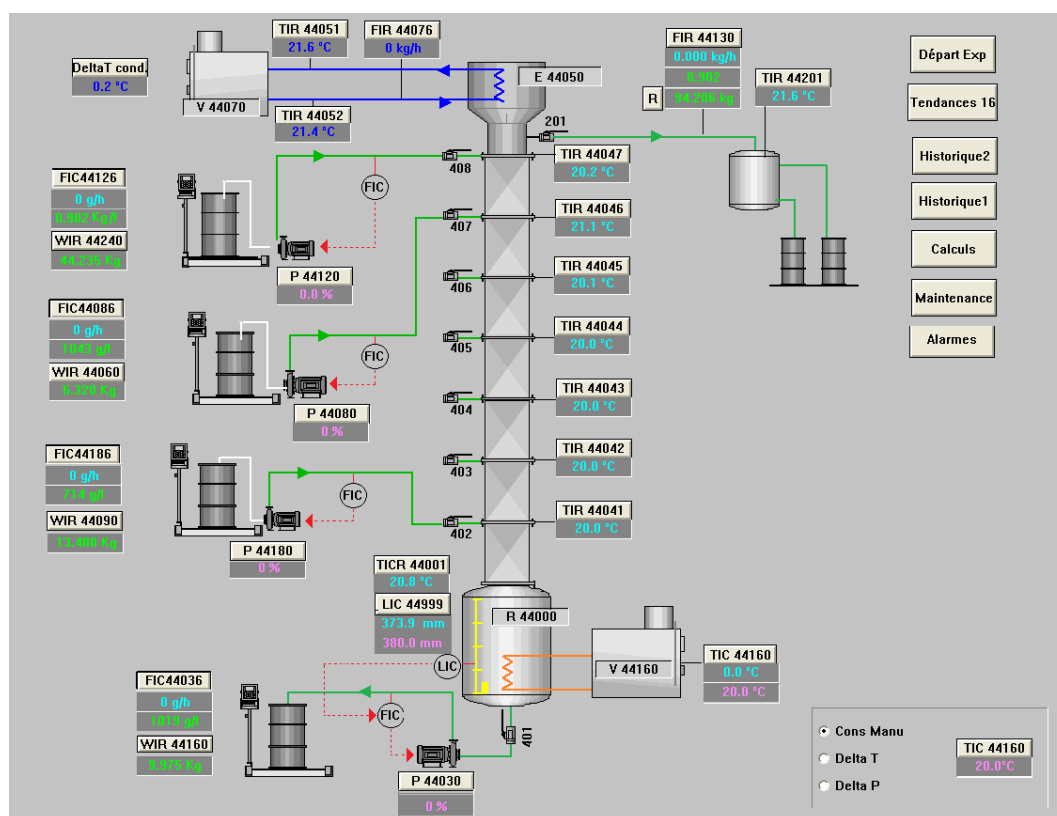 TIR 44051
21.6 °C
FIR 44076
0 kg/h
DeltaT cond.
0.2 °C
V 44070
TIR 44052
21.4 °C
E 44050
FIR 44130
0.000 kg/h
0.902
R
94.206 kg
TIR 44201
21.6 °C
201
Départ Exp
Tendances 16
Historique2
Historique1
Calculs
Maintenance
Alarmes
FIC44126
0 g/h
0.902 Kg/l
WIR 44240
44.235 Kg
FIC
P 44120
0.0 %
408
TIR 44047
20.2 °C
407
TIR 44046
21.1 °C
406
TIR 44045
20.1 °C
405
TIR 44044
20.0 °C
404
TIR 44043
20.0 °C
403
TIR 44042
20.0 °C
402
TIR 44041
20.0 °C
FIC44086
0 g/h
1043 g/l
WIR 44060
6.320 Kg
FIC
P 44080
0 %
FIC44186
0 g/h
714 g/l
WIR 44090
13.480 Kg
FIC
P 44180
0 %
TICR 44001
20.8 °C
LIC 44999
373.9 mm
380.0 mm
R 44000
LIC
V 44160
TIC 44160
0.0 °C
20.0 °C
FIC44036
0 g/h
1019 g/l
WIR 44160
9.975 Kg
FIC
401
P 44030
0 %
Cons Manu
Delta T
Delta P
TIC 44160
20.0°C